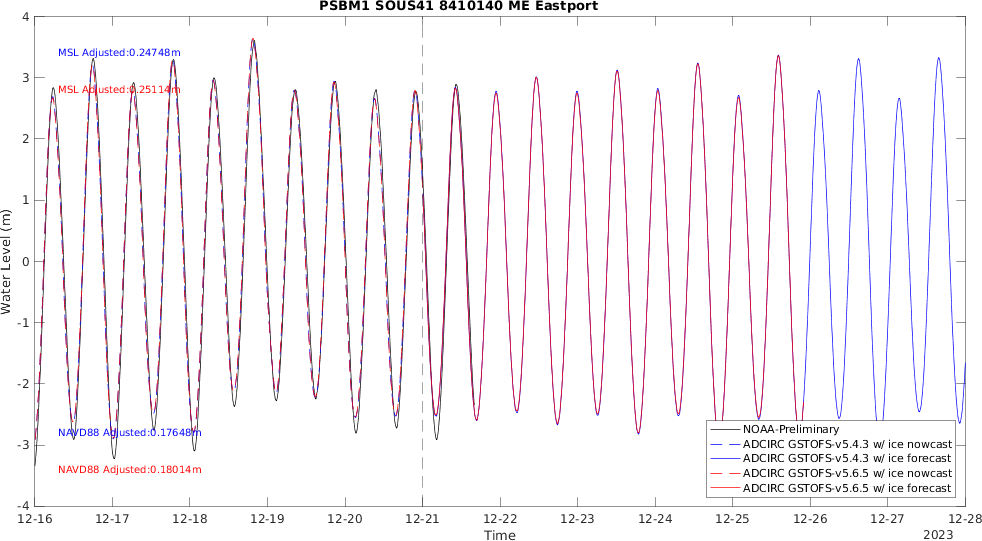 PSBM1 SOUS41 8410140 ME Eastport
4
3
2
1
0
-1
-2
-3
-4
Water Level (m)
MSL Adjusted:0.24748m
MSL Adjusted:0.25114m
NAVD88 Adjusted:0.17648m
NAVD88 Adjusted:0.18014m
NOAA-Preliminary
ADCIRC GSTOFS-v5.4.3 w/ ice nowcast
ADCIRC GSTOFS-v5.4.3 w/ ice forecast
ADCIRC GSTOFS-v5.6.5 w/ ice nowcast
ADCIRC GSTOFS-v5.6.5 w/ ice forecast
12-16 12-17 12-18 12-19 12-20 12-21 12-22 12-23 12-24 12-25 12-26 12-27 12-28
Time
2023